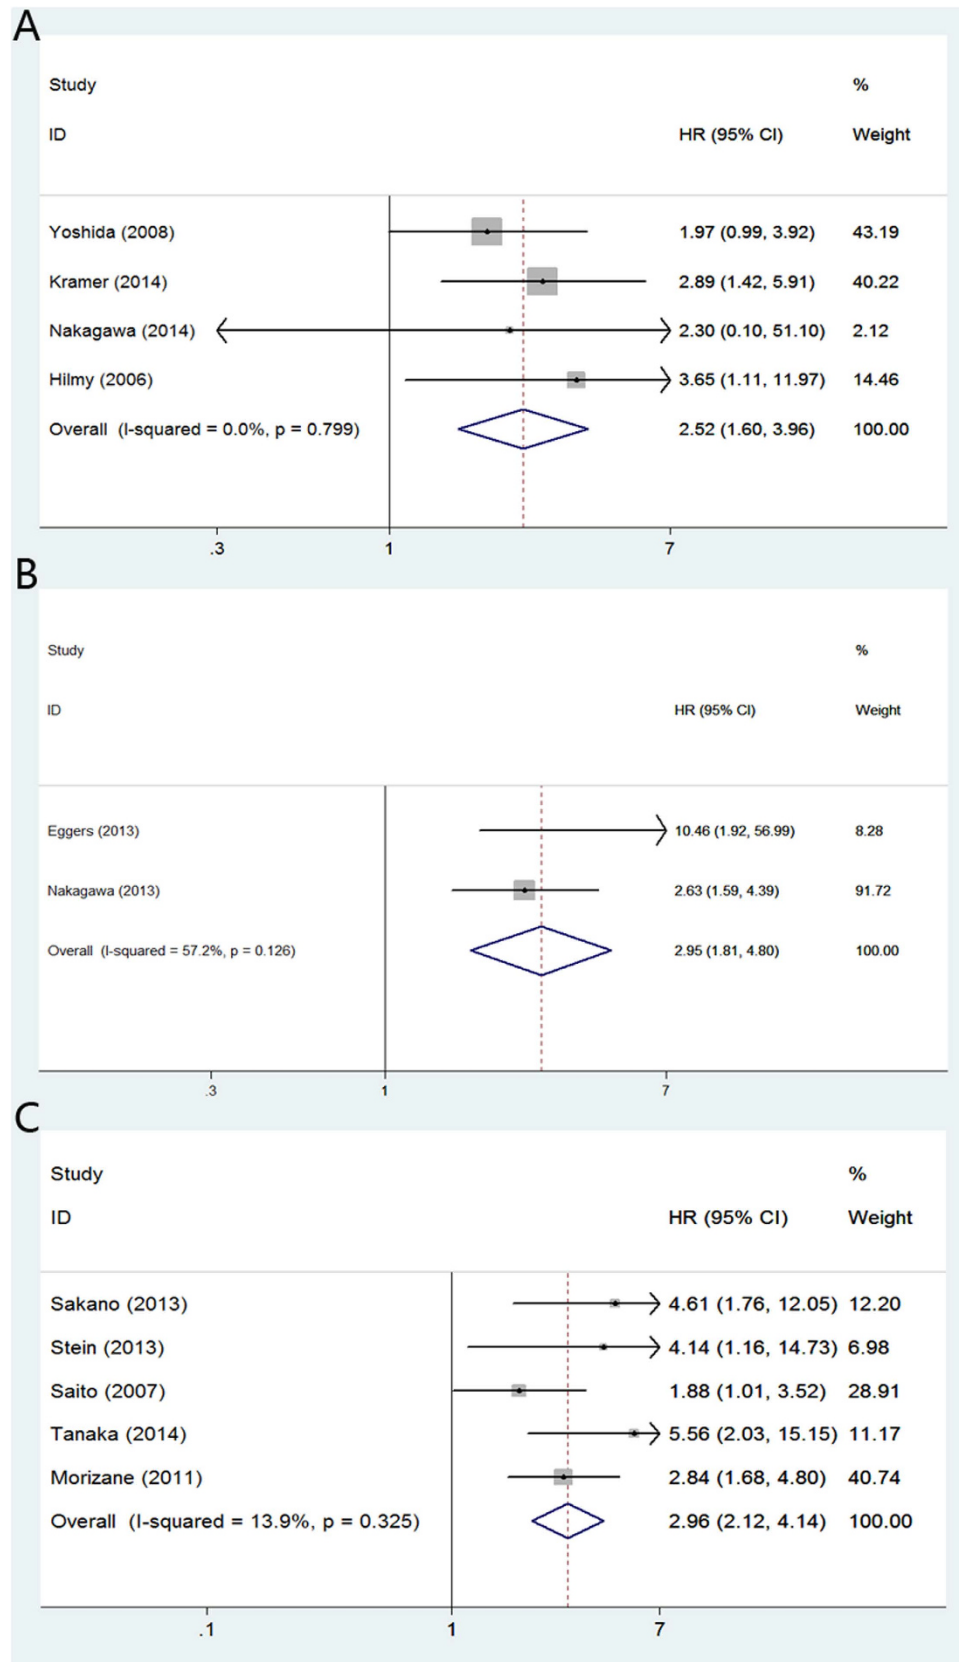 A
Study %
ID HR (95% CI) Weight
Yoshida (2008) 1.97 (0.99, 3.92) 43.19
Kramer (2014) 2.89 (1.42, 5.91) 40.22
Nakagawa (2014) 2.30 (0.10, 51.10) 2.12
Hilmy (2006) 3.65 (1.11, 11.97) 14.46
Overall (I-squared = 0.0%, p = 0.799) 2.52 (1.60, 3.96) 100.00
.3 1 7
B
Study %
ID HR (95% CI) Weight
Eggers (2013) 10.46 (1.92, 56.99) 8.28
Nakagawa (2013) 2.63 (1.59, 4.39) 91.72
Overall (I-squared = 57.2%, p = 0.126) 2.95 (1.81, 4.80) 100.00
.3 1 7
C
Study %
ID HR (95% CI) Weight
Sakano (2013) 4.61 (1.76, 12.05) 12.20
Stein (2013) 4.14 (1.16, 14.73) 6.98
Saito (2007) 1.88 (1.01, 3.52) 28.91
Tanaka (2014) 5.56 (2.03, 15.15) 11.17
Morizane (2011) 2.84 (1.68, 4.80) 40.74
Overall (I-squared = 13.9%, p = 0.325) 2.96 (2.12, 4.14) 100.00
.1 1 7